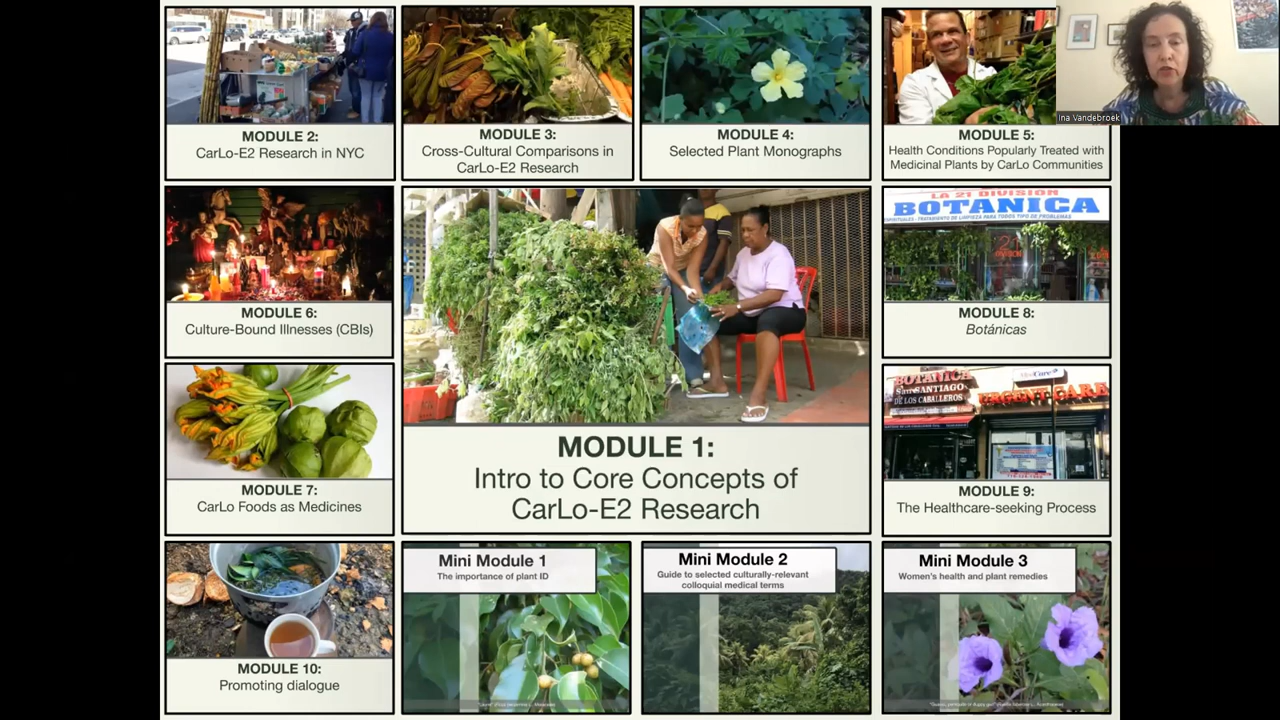 MODULE 2:
CarLo-E2 Research in NYC
MODULE 3:
Cross-Cultural Comparisons in
CarLo-E2 Research
MODULE 4:
Selected Plant Monographs
MODULE 5:
Health Conditions Popularly Treated with
Medicinal Plants by CarLo Communities
Ina Vandebroek
MODULE 6:
Culture-Bound Illnesses (CBIs)
MODULE 1:
Intro to Core Concepts of
CarLo-E2 Research
LA 21 DIVISION
BOTANICA
MODULE 8:
Botánicas
MODULE 7:
CarLo Foods as Medicines
BOTANICA
SAN SANTIAGO
DE LOS CABALLEROS
URGENT CARE
MODULE 9:
The Healthcare-seeking Process
MODULE 10:
Promoting dialogue
Mini Module 1
The importance of plant ID
Mini Module 2
Guide to selected culturally-relevant
colloquial medical terms
Mini Module 3
Women's health and plant remedies